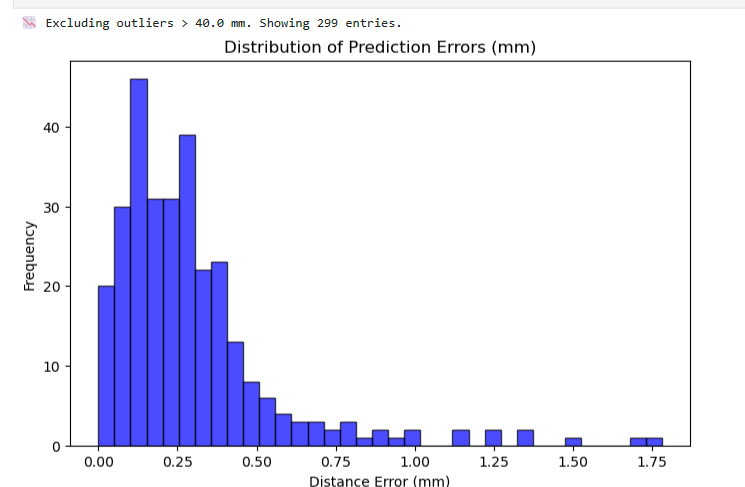 Excluding outliers > 40.0 mm. Showing 299 entries.
Distribution of Prediction Errors (mm)
40
30
20
10
0
Frequency
0.00 0.25 0.50 0.75 1.00 1.25 1.50 1.75
Distance Error (mm)